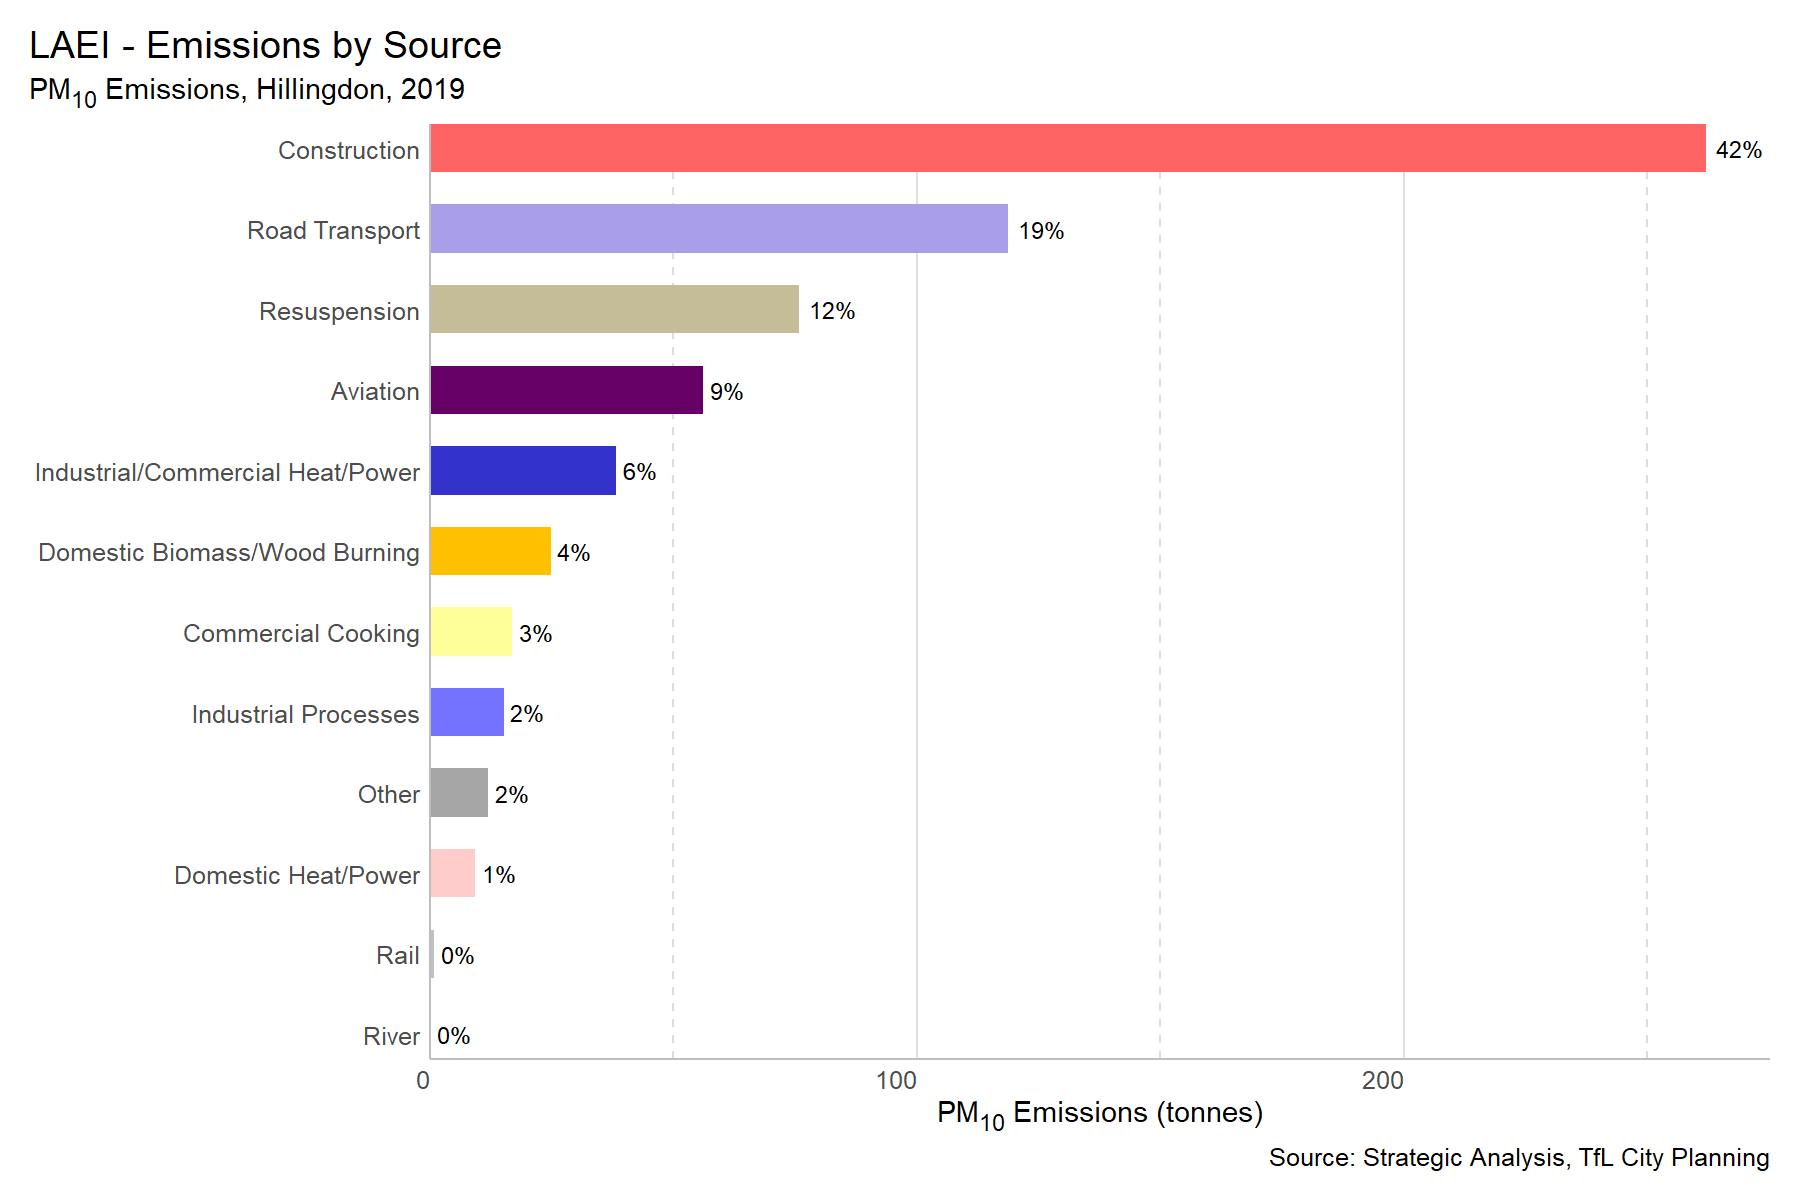 LAEI - Emissions by Source
PM10 Emissions, Hillingdon, 2019
Construction 42%
Road Transport 19%
Resuspension 12%
Aviation 9%
Industrial/Commercial Heat/Power 6%
Domestic Biomass/Wood Burning 4%
Commercial Cooking 3%
Industrial Processes 2%
Other 2%
Domestic Heat/Power 1%
Rail 0%
River 0%
0 100 200
PM10 Emissions (tonnes)
Source: Strategic Analysis, TfL City Planning